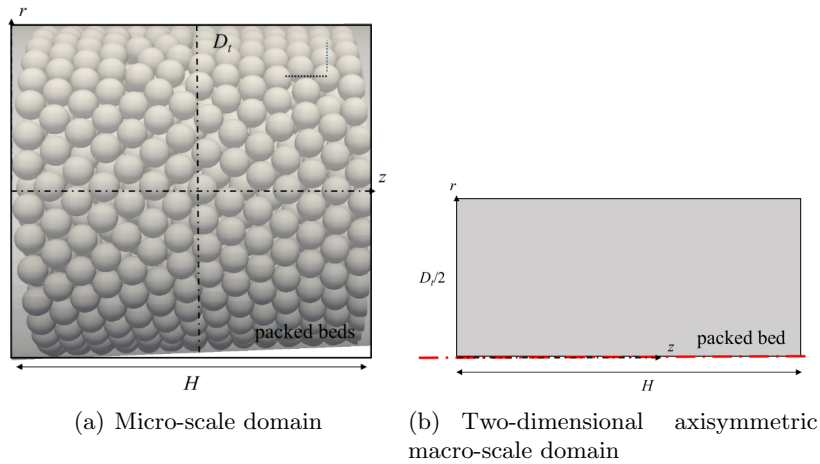 r
D_t
z
packed beds
H
(a) Micro-scale domain
r
D_t/2
packed bed
z
H
(b) Two-dimensional axisymmetric
macro-scale domain